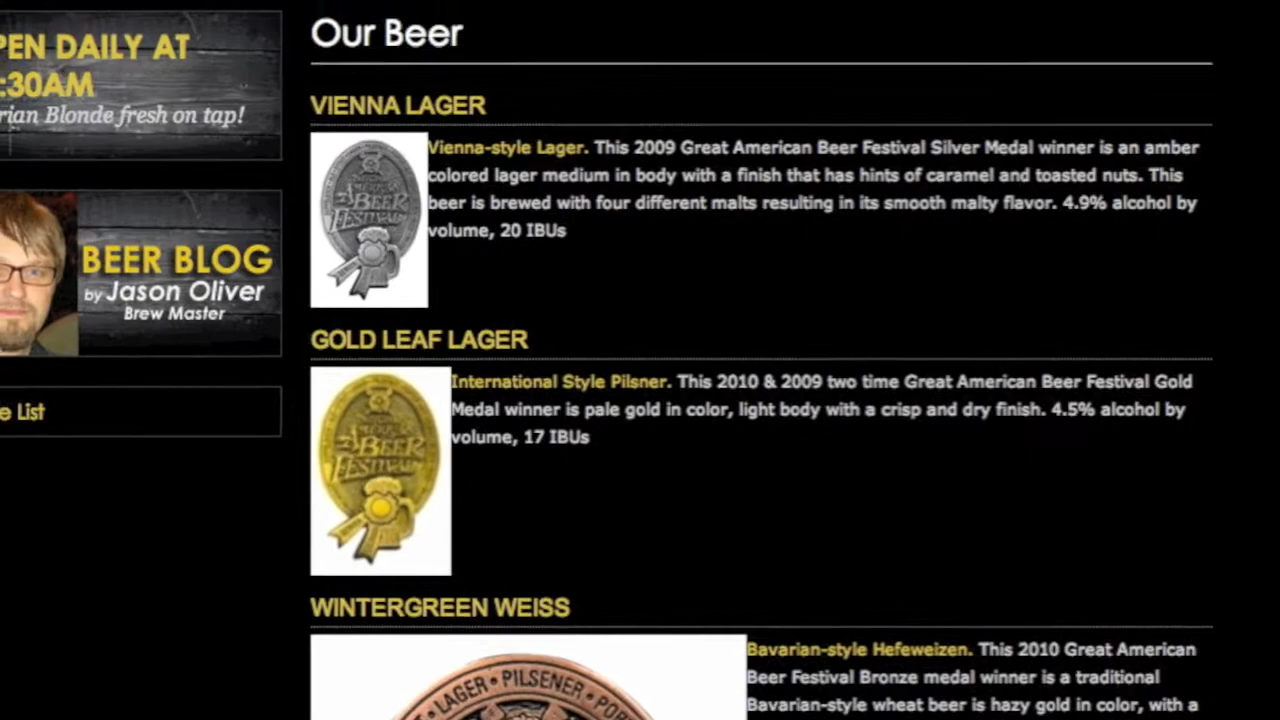 PEN DAILY AT
:30AM
rian Blonde fresh on tap!
BEER BLOG
by Jason Oliver
Brew Master
e List
Our Beer
VIENNA LAGER
Vienna-style Lager. This 2009 Great American Beer Festival Silver Medal winner is an amber
colored lager medium in body with a finish that has hints of caramel and toasted nuts. This
beer is brewed with four different malts resulting in its smooth malty flavor. 4.9% alcohol by
volume, 20 IBUs
AMERICAN
BEER
FESTIVAL
GOLD LEAF LAGER
International Style Pilsner. This 2010 & 2009 two time Great American Beer Festival Gold
Medal winner is pale gold in color, light body with a crisp and dry finish. 4.5% alcohol by
volume, 17 IBUs
BEER
FESTIVAL
WINTERGREEN WEISS
Bavarian-style Hefeweizen. This 2010 Great American
Beer Festival Bronze medal winner is a traditional
Bavarian-style wheat beer is hazy gold in color, with a
LAGER • PILSENER • POR